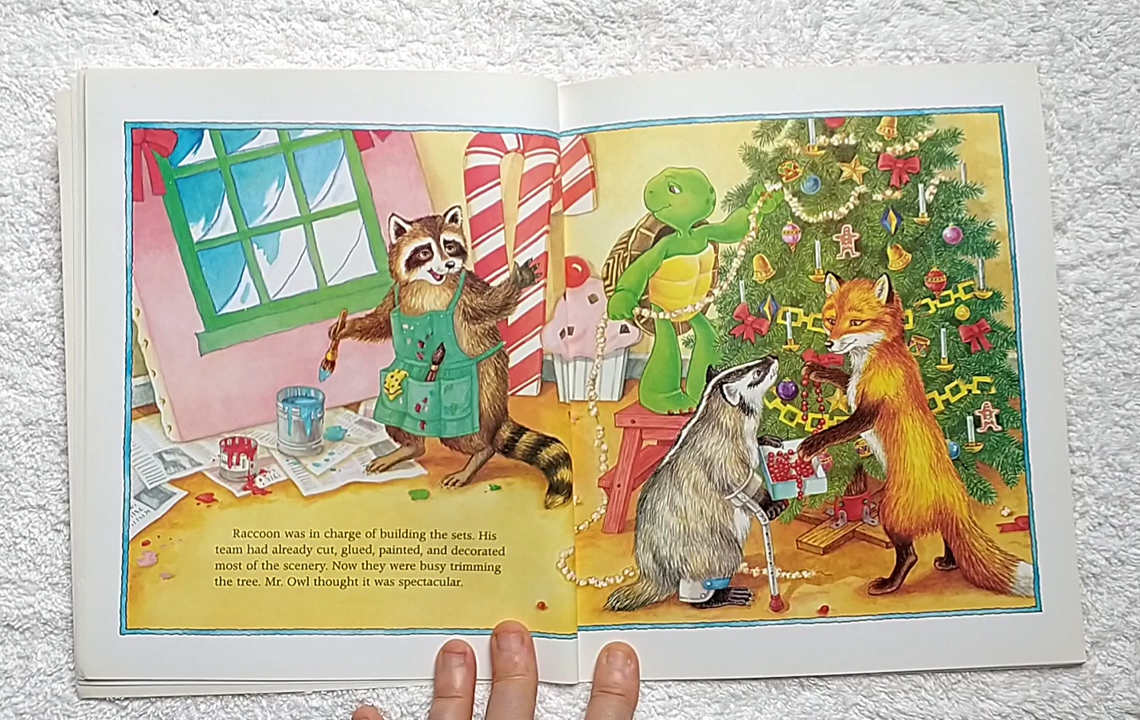 Raccoon was in charge of building the sets. His
team had already cut, glued, painted, and decorated
most of the scenery. Now they were busy trimming
the tree. Mr. Owl thought it was spectacular.